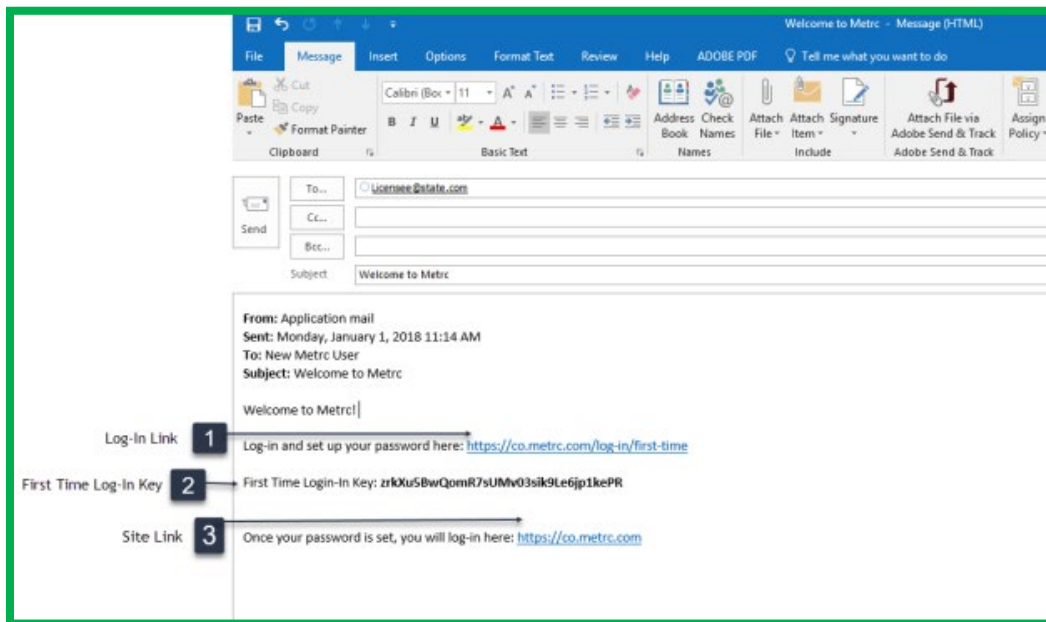 Welcome to Metrc - Message (HTML)
File Message Insert Options Format Text Review Help ADOBE PDF Tell me what you want to do
Cut
Copy
Paste
Format Painter
Clipboard
Calibri (Boc 11
A A
B I U
Basic Text
Address Book
Check Names
Names
Attach File
Attach Item
Signature
Include
Attach File via
Adobe Send & Track
Adobe Send & Track
Assign
Policy
To... Licensee@state.com
Cc...
Send
Bcc...
Subject Welcome to Metrc
From: Application mail
Sent: Monday, January 1, 2018 11:14 AM
To: New Metrc User
Subject: Welcome to Metrc
Welcome to Metrc!
Log-In Link 1 Log-in and set up your password here: https://co.metrc.com/log-in/first-time
First Time Log-In Key 2 First Time Login-In Key: zrkXuSBwQomR7sUMv03sik9Le6jp1kePR
Site Link 3 Once your password is set, you will log-in here: https://co.metrc.com